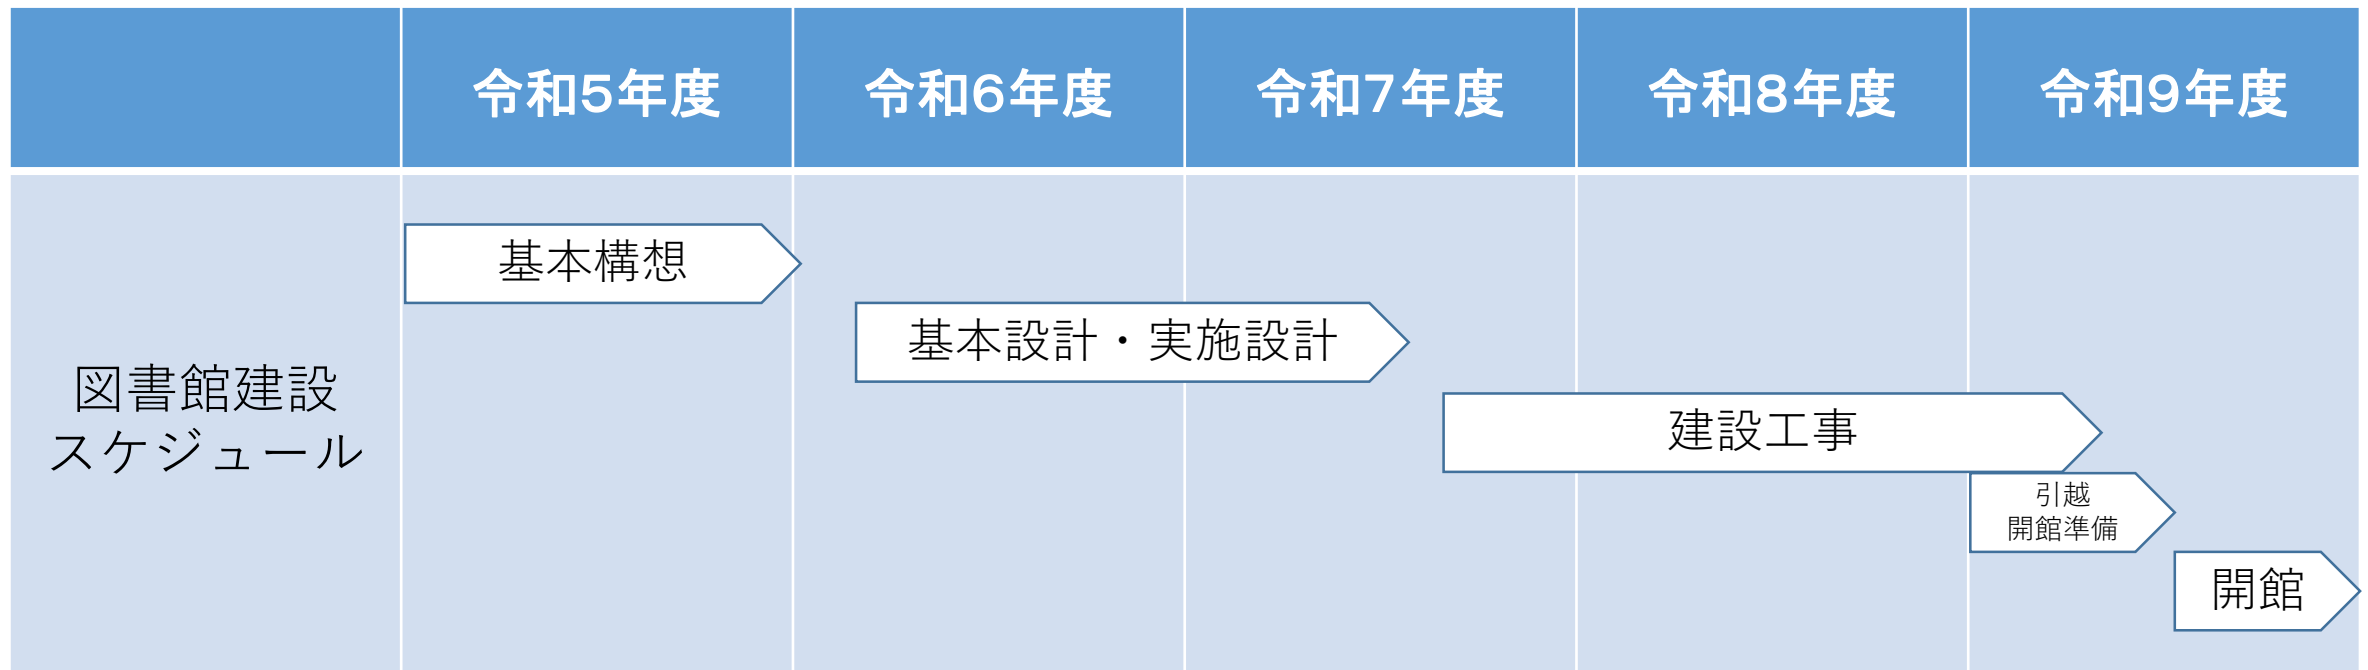 令和5年度
令和6年度
令和7年度
令和8年度
令和9年度
図書館建設
スケジュール
基本構想
基本設計・実施設計
建設工事
引越
開館準備
開館